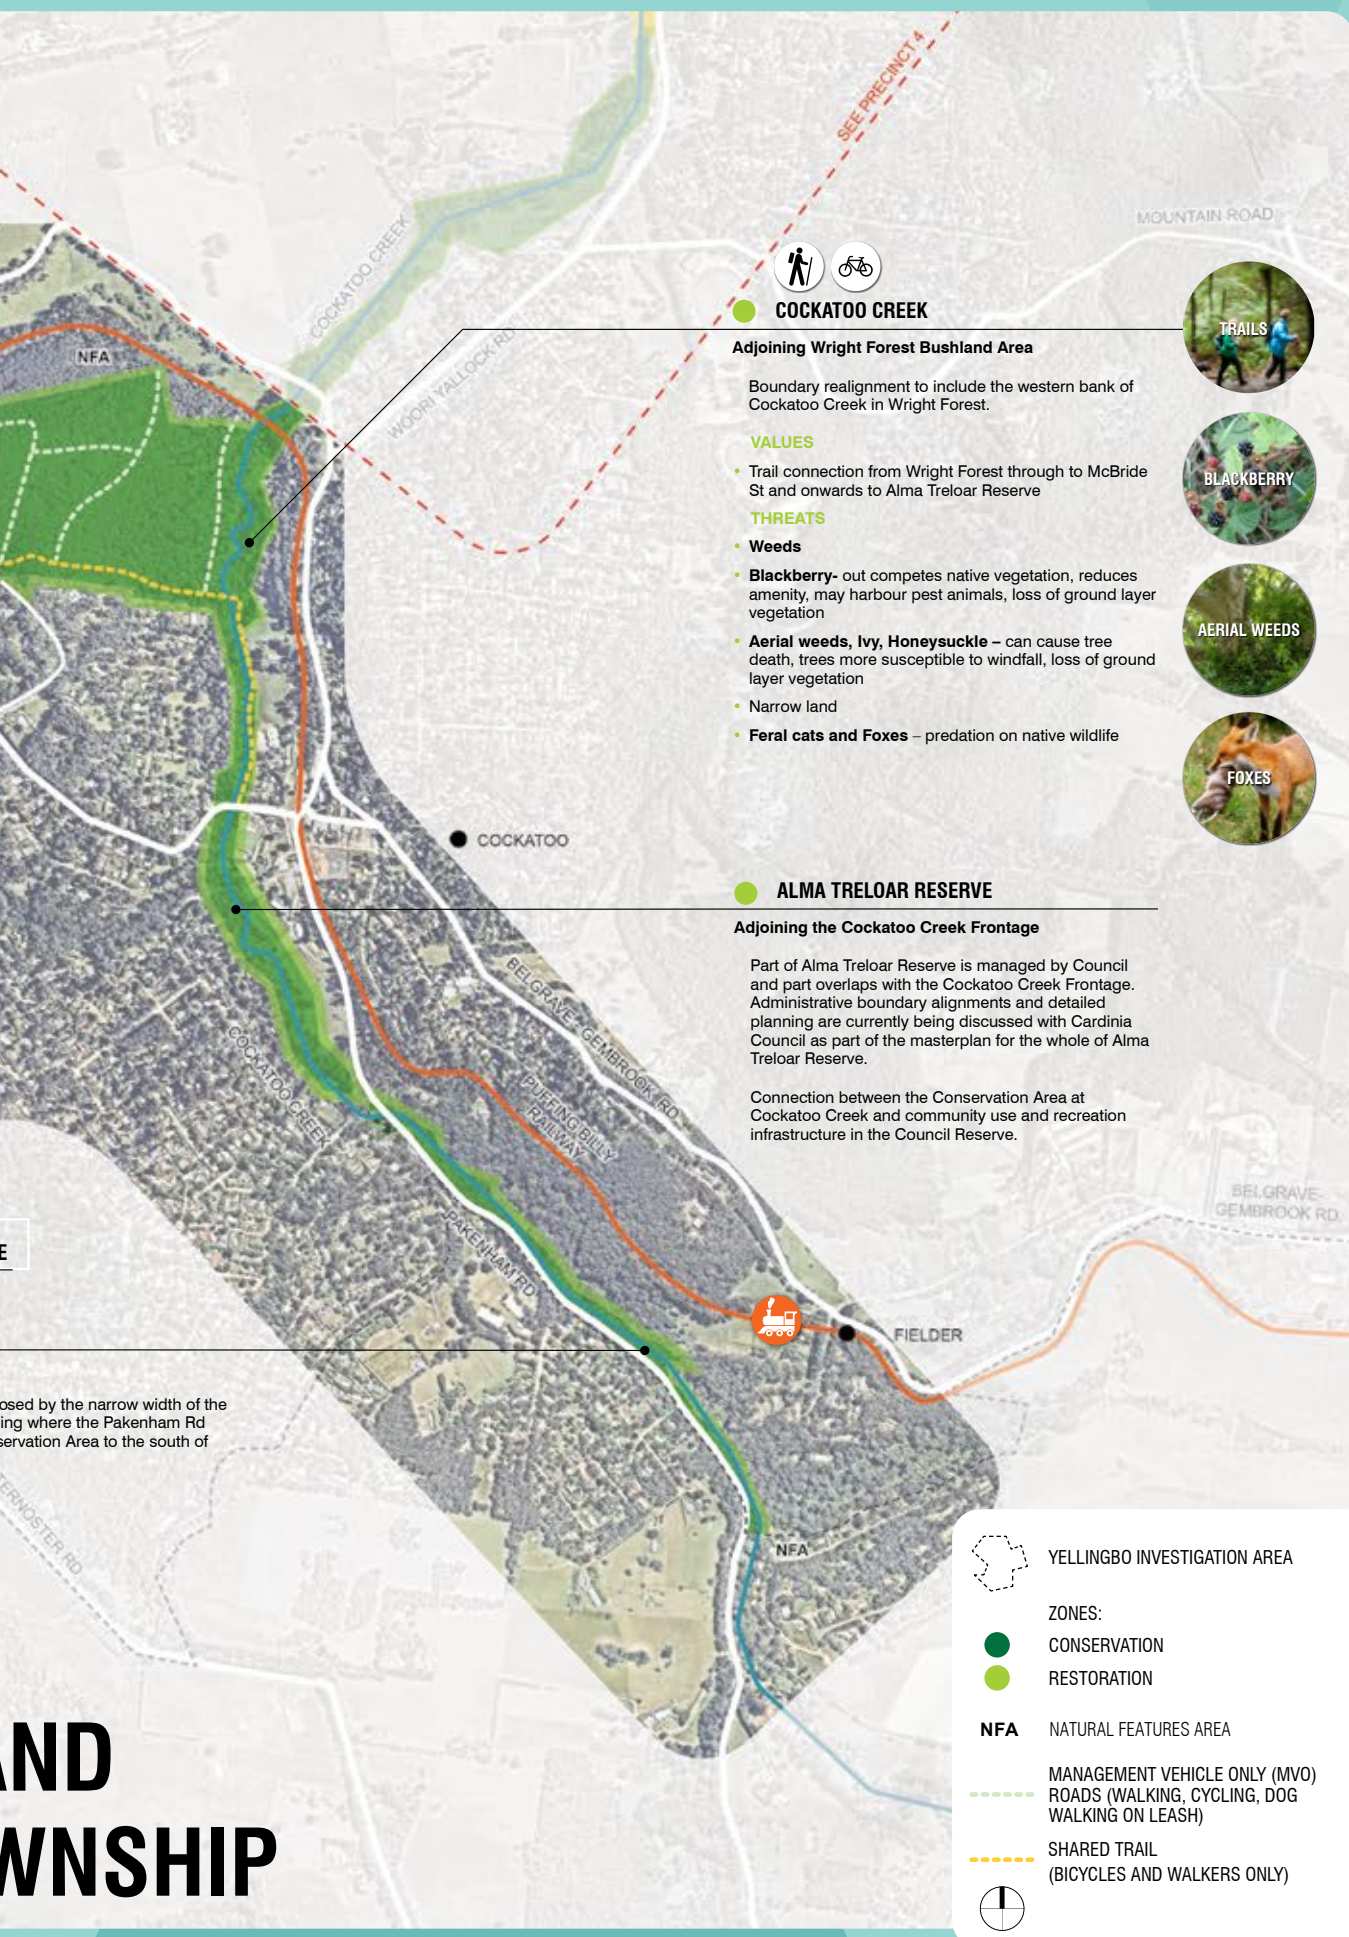 SEE PRECINCT 4
MOUNTAIN ROAD
COCKATOO CREEK
WOORI YALLOCK RD
NFA
COCKATOO CREEK
Adjoining Wright Forest Bushland Area
Boundary realignment to include the western bank of
Cockatoo Creek in Wright Forest.
VALUES
• Trail connection from Wright Forest through to McBride
St and onwards to Alma Treloar Reserve
THREATS
• Weeds
• Blackberry- out competes native vegetation, reduces
amenity, may harbour pest animals, loss of ground layer
vegetation
• Aerial weeds, Ivy, Honeysuckle – can cause tree
death, trees more susceptible to windfall, loss of ground
layer vegetation
• Narrow land
• Feral cats and Foxes – predation on native wildlife
TRAILS
BLACKBERRY
AERIAL WEEDS
FOXES
COCKATOO
ALMA TRELOAR RESERVE
Adjoining the Cockatoo Creek Frontage
Part of Alma Treloar Reserve is managed by Council
and part overlaps with the Cockatoo Creek Frontage.
Administrative boundary alignments and detailed
planning are currently being discussed with Cardinia
Council as part of the masterplan for the whole of Alma
Treloar Reserve.
Connection between the Conservation Area at
Cockatoo Creek and community use and recreation
infrastructure in the Council Reserve.
BELGRAVE - GEMBROOK RD
COCKATOO CREEK
PUFFING BILLY
RAILWAY
PAKENHAM RD
BELGRAVE-
GEMBROOK RD
FIELDER
E
osed by the narrow width of the
ing where the Pakenham Rd
servation Area to the south of
TERNOSTER RD
NFA
AND
WNSHIP
YELLINGBO INVESTIGATION AREA
ZONES:
CONSERVATION
RESTORATION
NFA NATURAL FEATURES AREA
MANAGEMENT VEHICLE ONLY (MVO)
ROADS (WALKING, CYCLING, DOG
WALKING ON LEASH)
SHARED TRAIL
(BICYCLES AND WALKERS ONLY)